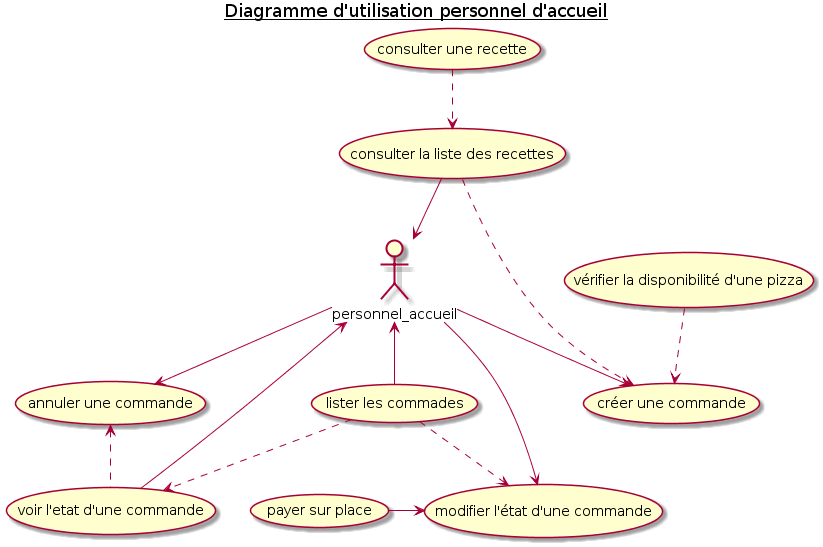 Diagramme d'utilisation personnel d'accueil
consulter une recette
consulter la liste des recettes
vérifier la disponibilité d'une pizza
personnel_accueil
annuler une commande
lister les commades
créer une commande
voir l'etat d'une commande
payer sur place
modifier l'état d'une commande